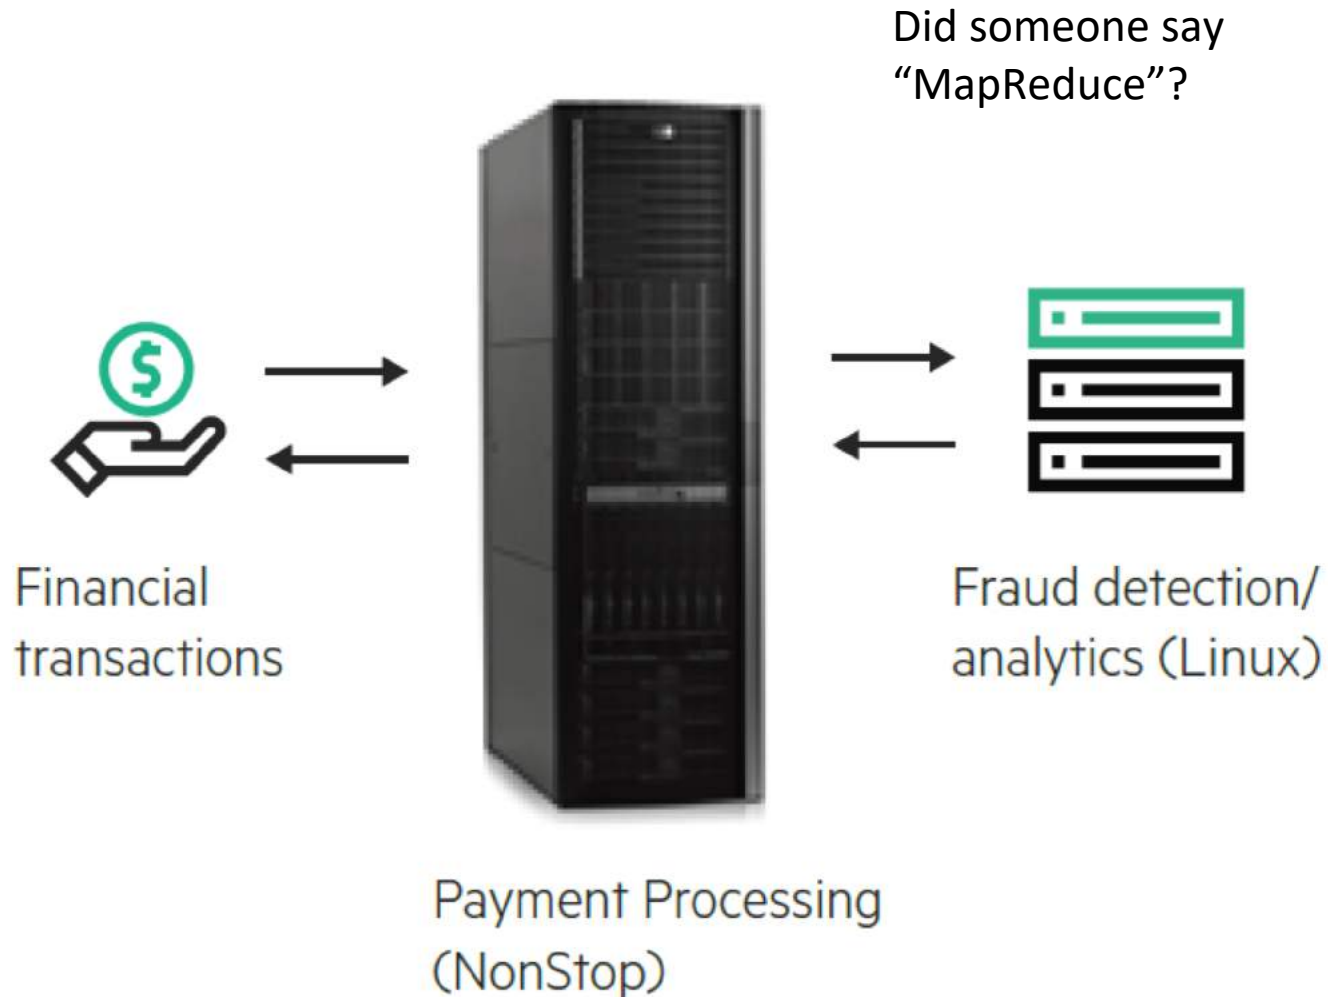 Did someone say
“MapReduce”?
$
Financial
transactions
Fraud detection/
analytics (Linux)
Payment Processing
(NonStop)